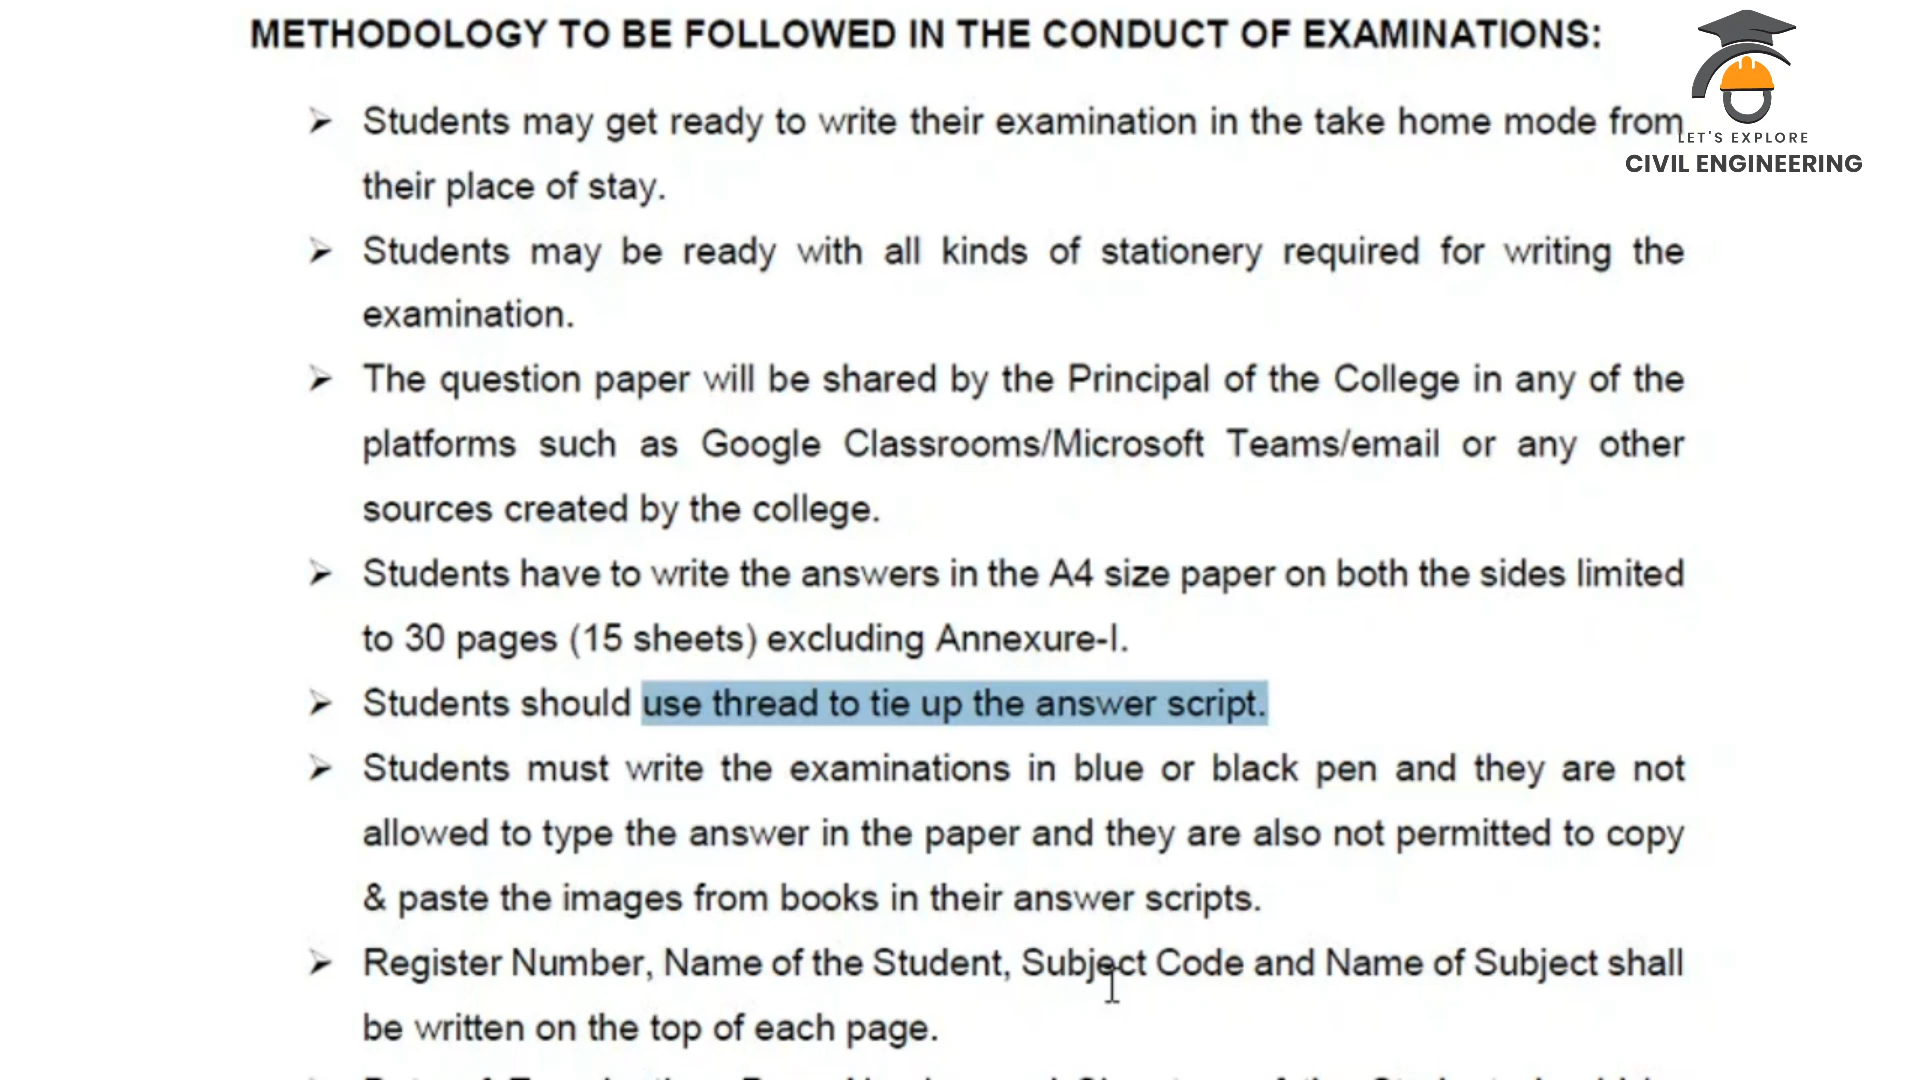 METHODOLOGY TO BE FOLLOWED IN THE CONDUCT OF EXAMINATIONS:
LET'S EXPLORE
CIVIL ENGINEERING
➢ Students may get ready to write their examination in the take home mode from
their place of stay.
➢ Students may be ready with all kinds of stationery required for writing the
examination.
➢ The question paper will be shared by the Principal of the College in any of the
platforms such as Google Classrooms/Microsoft Teams/email or any other
sources created by the college.
➢ Students have to write the answers in the A4 size paper on both the sides limited
to 30 pages (15 sheets) excluding Annexure-I.
➢ Students should use thread to tie up the answer script.
➢ Students must write the examinations in blue or black pen and they are not
allowed to type the answer in the paper and they are also not permitted to copy
& paste the images from books in their answer scripts.
➢ Register Number, Name of the Student, Subject Code and Name of Subject shall
be written on the top of each page.